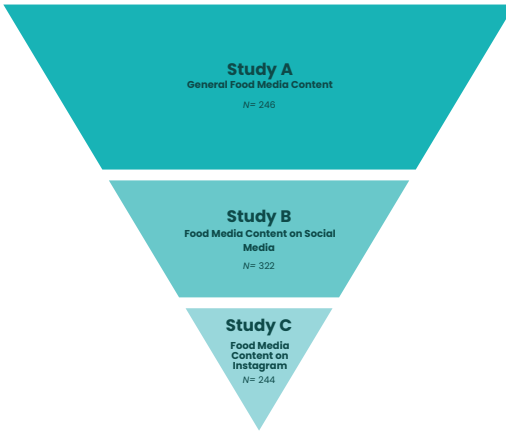 Study A
General Food Media Content
N= 246
Study B
Food Media Content on Social
Media
N= 322
Study C
Food Media
Content on
Instagram
N= 244